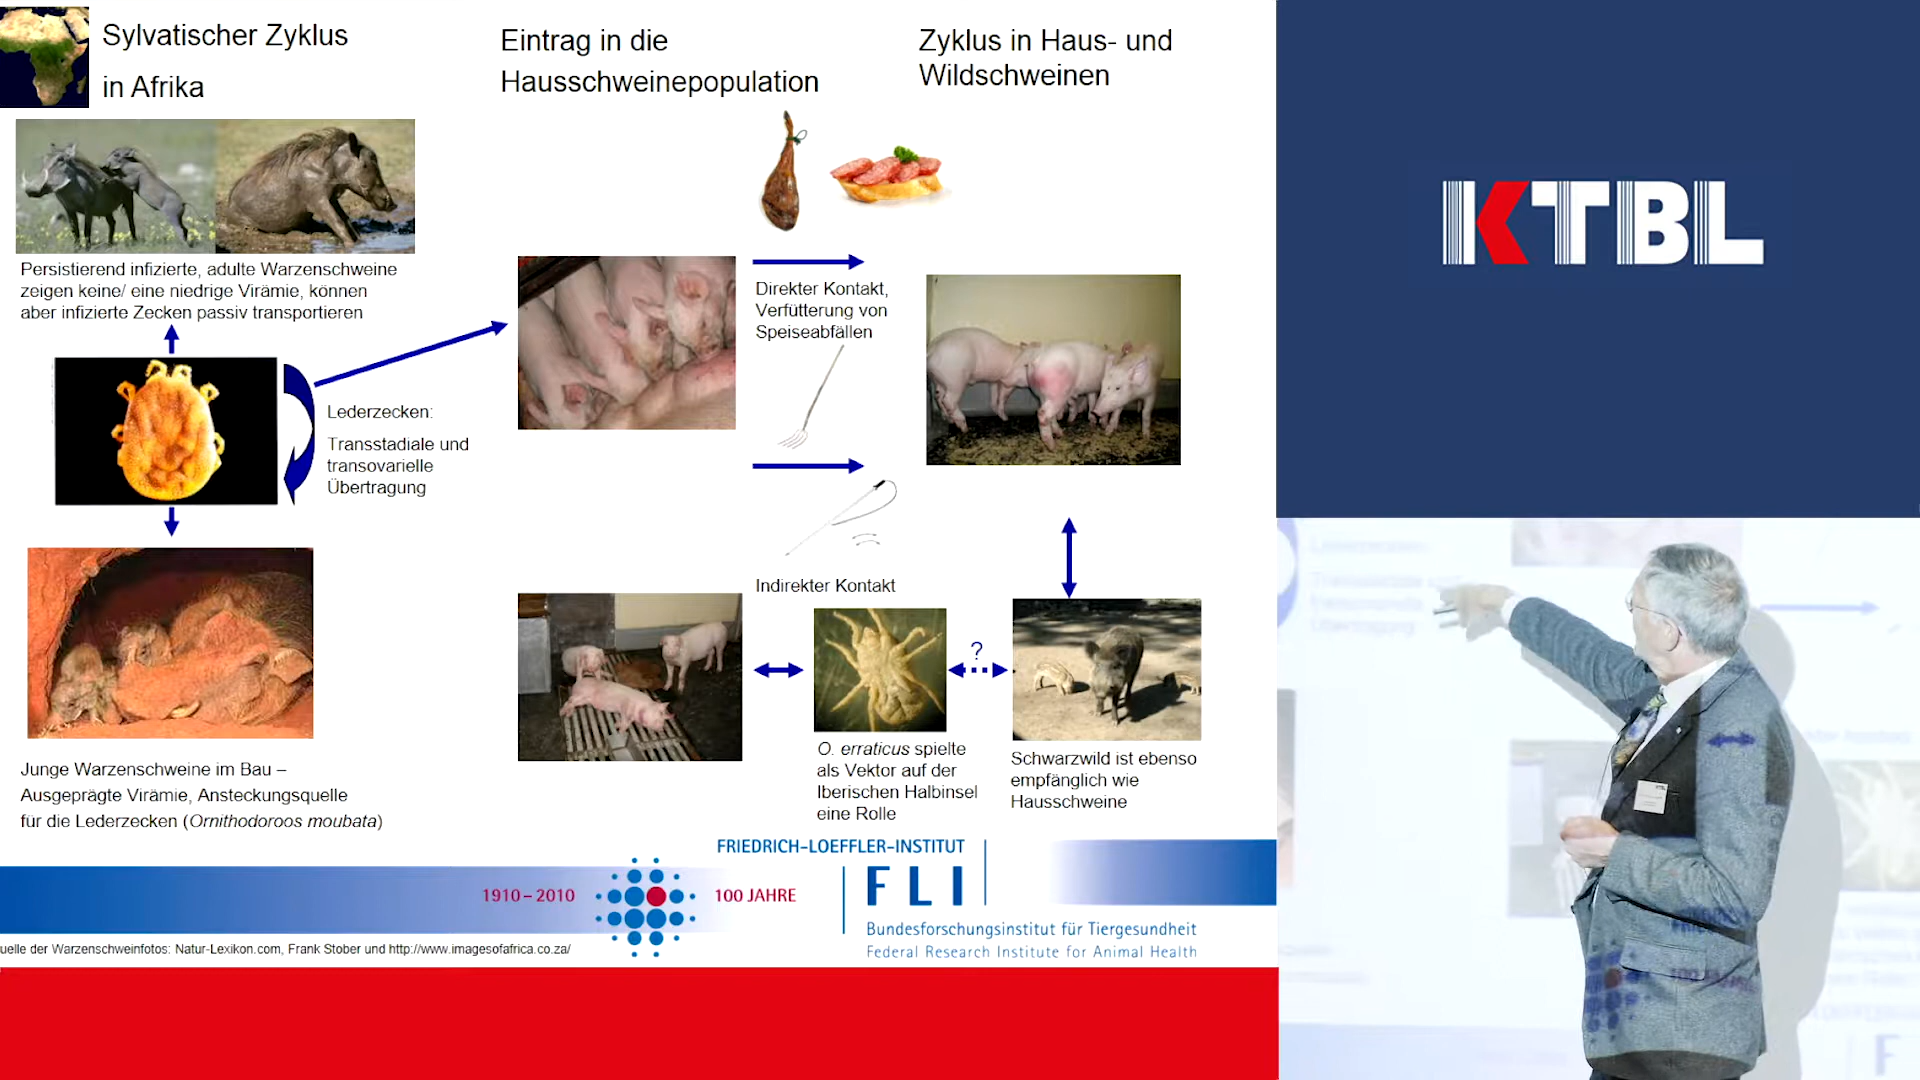 Sylvatischer Zyklus
in Afrika
Eintrag in die
Hausschweinepopulation
Zyklus in Haus- und
Wildschweinen
Persistierend infizierte, adulte Warzenschweine
zeigen keine/ eine niedrige Virämie, können
aber infizierte Zecken passiv transportieren
Lederzecken:
Transstadiale und
transovarielle
Übertragung
Junge Warzenschweine im Bau –
Ausgeprägte Virämie, Ansteckungsquelle
für die Lederzecken (Ornithodoroos moubata)
Direkter Kontakt,
Verfütterung von
Speiseabfällen
Indirekter Kontakt
?
O. erraticus spielte
als Vektor auf der
Iberischen Halbinsel
eine Rolle
Schwarzwild ist ebenso
empfänglich wie
Hausschweine
1910 – 2010
100 JAHRE
FRIEDRICH-LOEFFLER-INSTITUT
FLI
Bundesforschungsinstitut für Tiergesundheit
Federal Research Institute for Animal Health
uelle der Warzenschweinfotos: Natur-Lexikon.com, Frank Stober und http://www.imagesofafrica.co.za/
KTBL